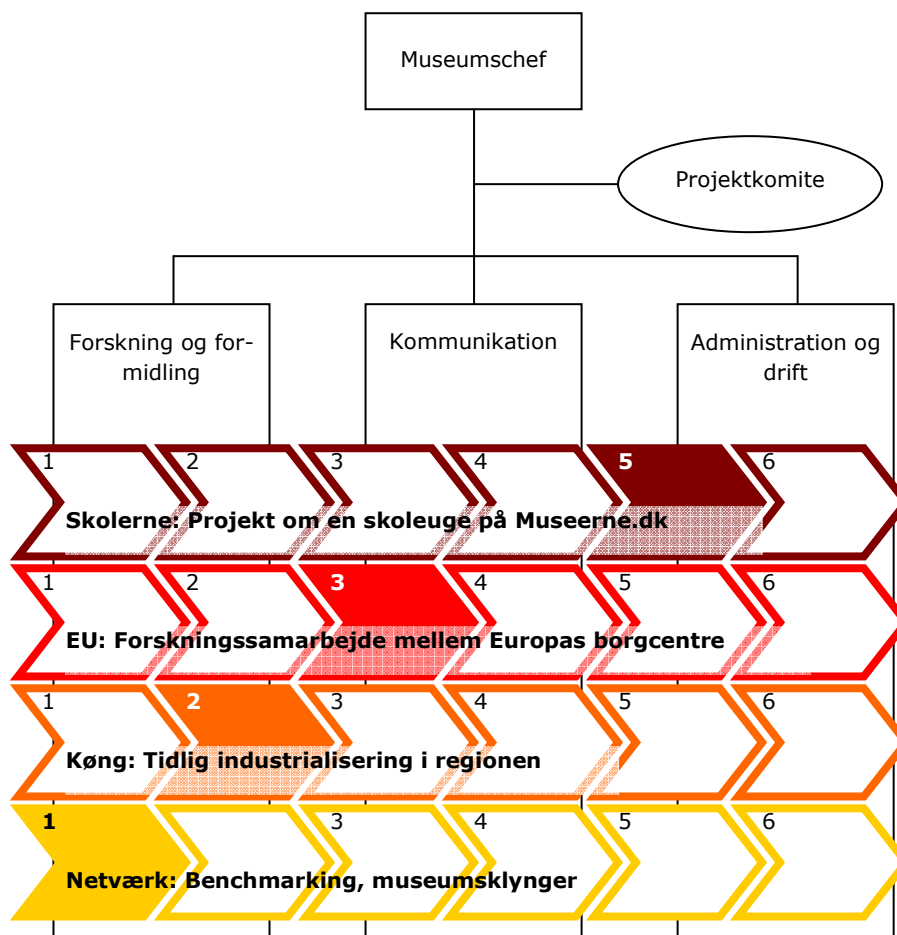 Museumschef
Projektkomite
Forskning og for-
midling
Kommunikation
Administration og
drift
1 2 3 4 5 6
Skolerne: Projekt om en skoleuge på Museerne.dk
1 2 3 4 5 6
EU: Forskningssamarbejde mellem Europas borgcentre
1 2 3 4 5 6
Køng: Tidlig industrialisering i regionen
1 3 4 5 6
Netværk: Benchmarking, museumsklynger